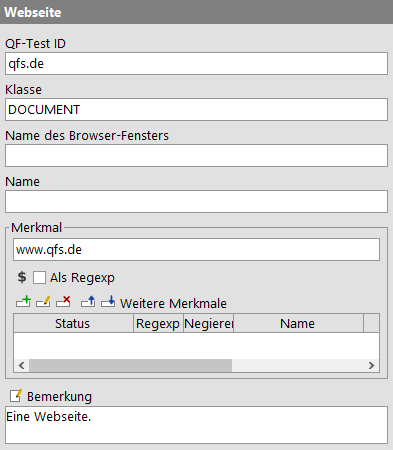 Webseite
QF-Test ID
qfs.de
Klasse
DOCUMENT
Name des Browser-Fensters
Name
Merkmal
www.qfs.de
$ Als Regexp
Weitere Merkmale
Status Regexp Negieren Name
Bemerkung
Eine Webseite.